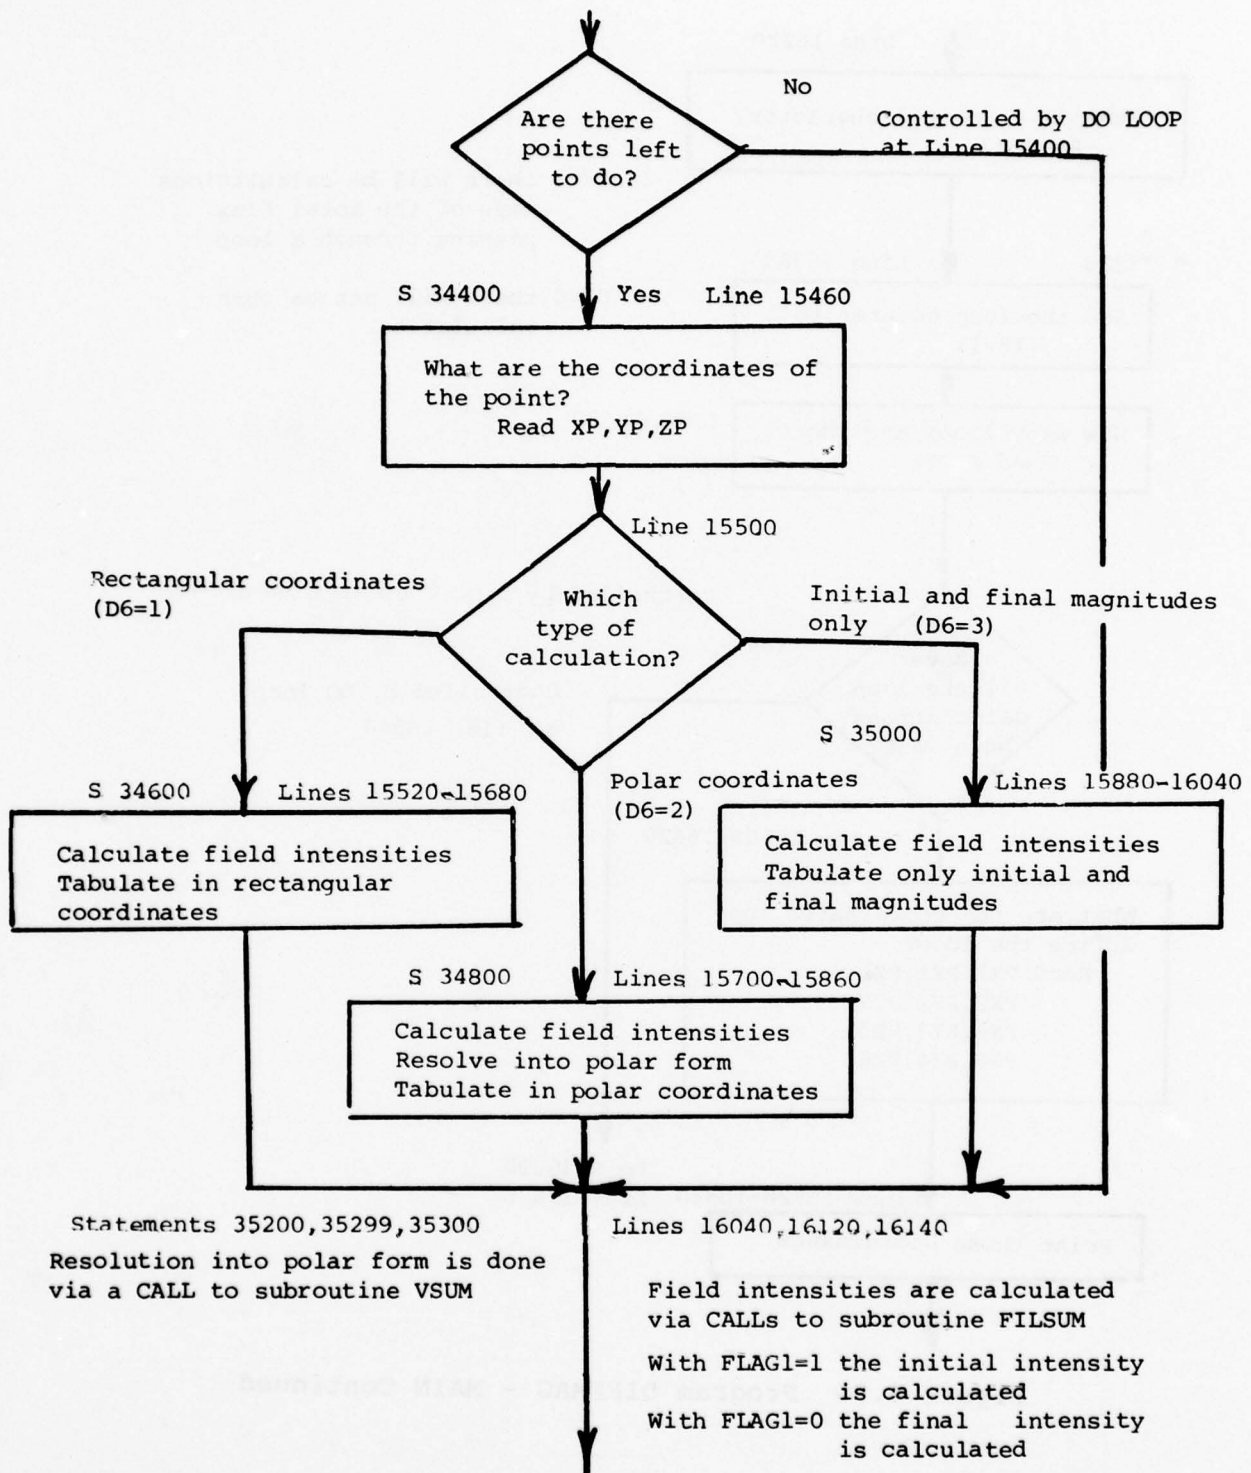 No
Are there
points left
to do?
Controlled by DO LOOP
at Line 15400
S 34400
Yes
Line 15460
What are the coordinates of
the point?
Read XP,YP,ZP
Line 15500
Rectangular coordinates
(D6=1)
Which
type of
calculation?
Initial and final magnitudes
only (D6=3)
S 35000
Polar coordinates
(D6=2)
S 34600
Lines 15520-15680
Lines 15880-16040
Calculate field intensities
Tabulate in rectangular
coordinates
Calculate field intensities
Tabulate only initial and
final magnitudes
S 34800
Lines 15700-15860
Calculate field intensities
Resolve into polar form
Tabulate in polar coordinates
Statements 35200,35299,35300
Lines 16040,16120,16140
Resolution into polar form is done
via a CALL to subroutine VSUM
Field intensities are calculated
via CALLs to subroutine FILSUM
With FLAG1=1 the initial intensity
is calculated
With FLAG1=0 the final intensity
is calculated